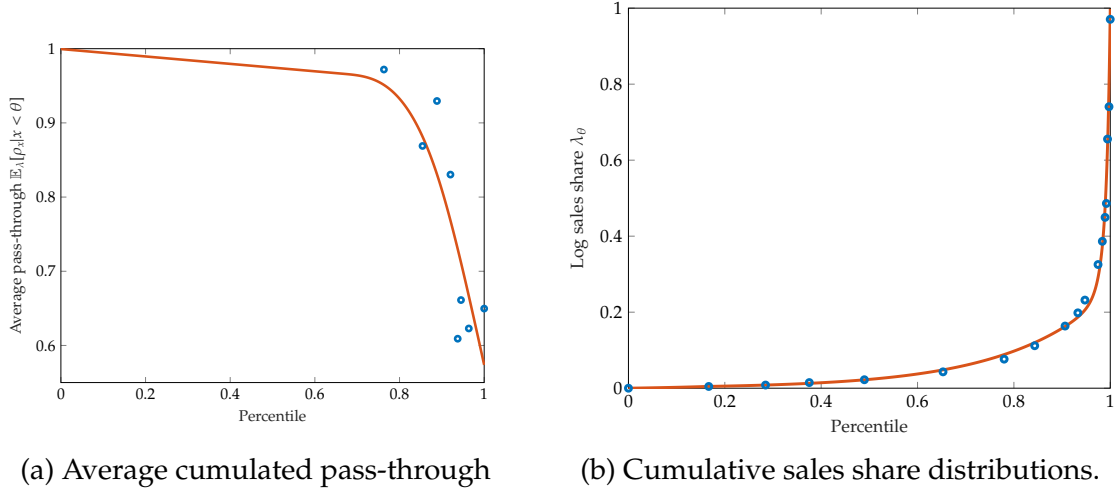 1
0.9
0.8
0.7
0.6
Average pass-through 𝔼_λ[ρ_x|x < θ]
0 0.2 0.4 0.6 0.8 1
Percentile
(a) Average cumulated pass-through
1
0.8
0.6
0.4
0.2
0
Log sales share λ_θ
0 0.2 0.4 0.6 0.8 1
Percentile
(b) Cumulative sales share distributions.